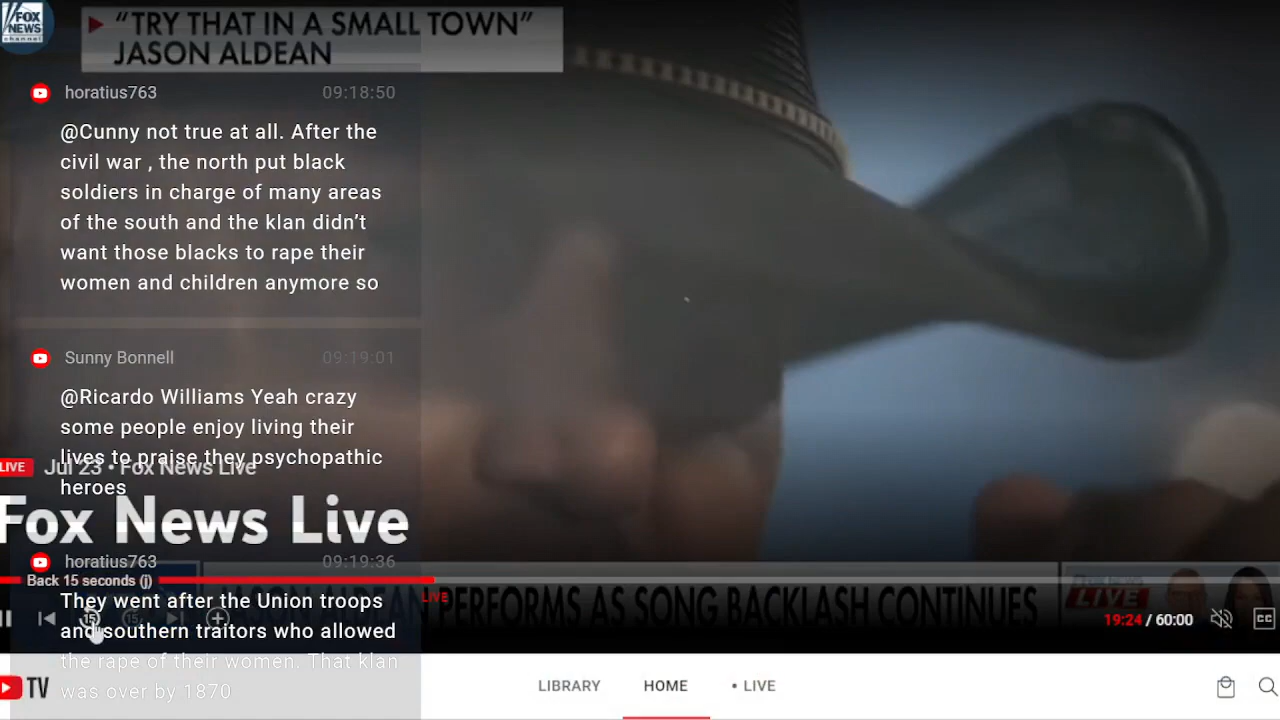 FOX
NEWS
channel
"TRY THAT IN A SMALL TOWN"
JASON ALDEAN
horatius763 09:18:50
@Cunny not true at all. After the
civil war , the north put black
soldiers in charge of many areas
of the south and the klan didn't
want those blacks to rape their
women and children anymore so
Sunny Bonnell 09:19:01
@Ricardo Williams Yeah crazy
some people enjoy living their
lives to praise they psychopathic
heroes
LIVE Jul 23 • Fox News Live
Fox News Live
horatius763 09:19:36
Back 15 seconds (j)
They went after the Union troops
and southern traitors who allowed
the rape of their women. That klan
was over by 1870
LIVE
PERFORMS AS SONG BACKLASH CONTINUES
LIVE
15 15
19:24 / 60:00
CC
TV
LIBRARY HOME • LIVE